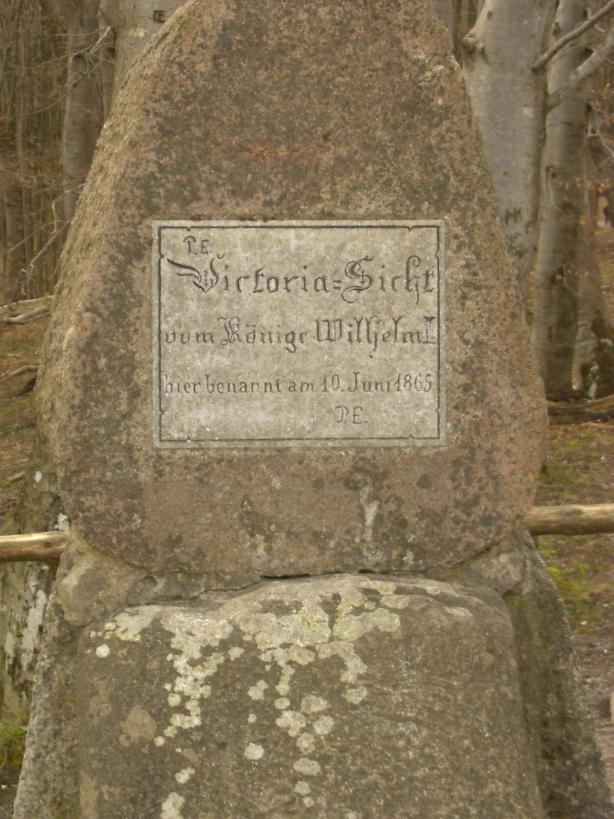 P.E.
Victoria=Sicht
vom Könige Wilhelm I
hier benannt am 10. Juni 1865
P.E.